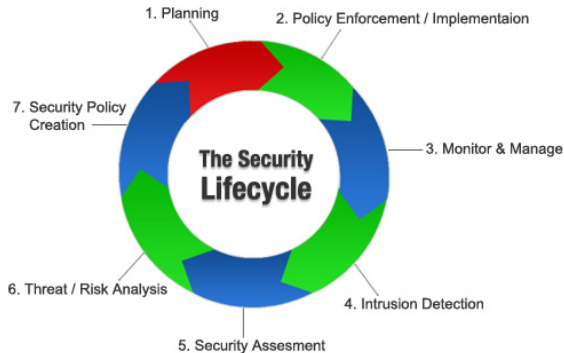 1. Planning
2. Policy Enforcement / Implementaion
7. Security Policy
Creation
The Security
Lifecycle
3. Monitor & Manage
6. Threat / Risk Analysis
4. Intrusion Detection
5. Security Assesment